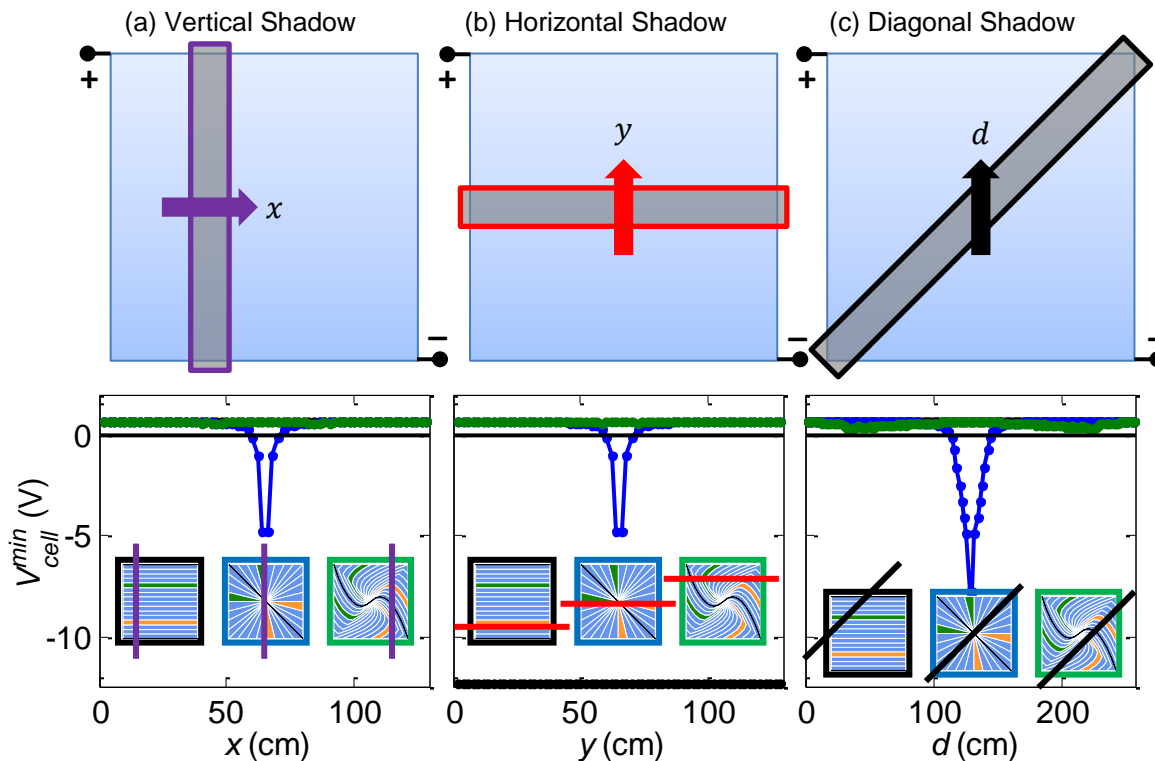 (a) Vertical Shadow
(b) Horizontal Shadow
(c) Diagonal Shadow
+
+
+
x
y
d
−
−
−
V_cell^min (V)
0
-5
-10
0
50
100
0
50
100
0
100
200
x (cm)
y (cm)
d (cm)